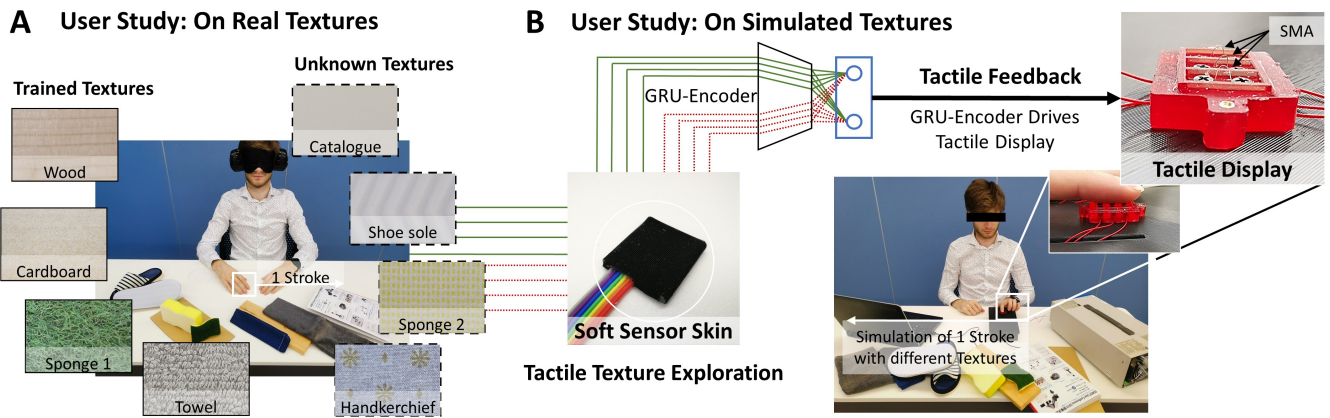 A User Study: On Real Textures
Trained Textures
Unknown Textures
Wood
Catalogue
Cardboard
Shoe sole
1 Stroke
Sponge 1
Sponge 2
Towel
Handkerchief
B User Study: On Simulated Textures
GRU-Encoder
Tactile Feedback
GRU-Encoder Drives
Tactile Display
SMA
Tactile Display
Soft Sensor Skin
Tactile Texture Exploration
Simulation of 1 Stroke
with different Textures